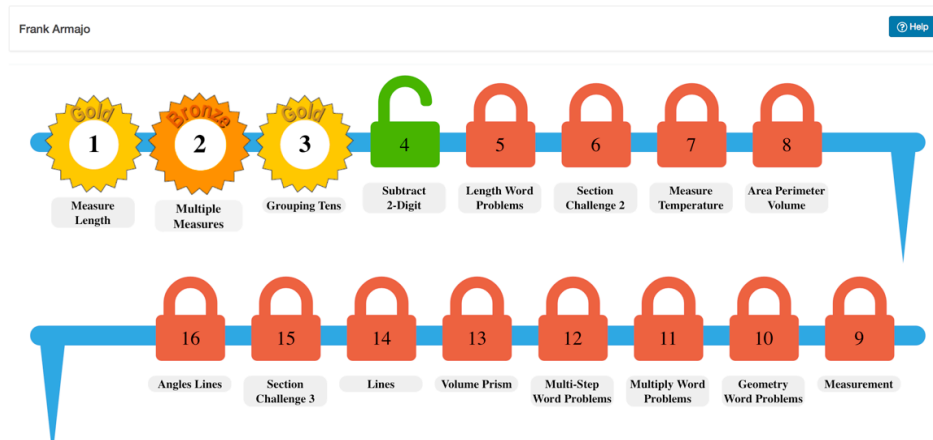 Frank Armajo
Help
Gold
Bronze
Gold
1
2
3
4
5
6
7
8
Measure
Length
Multiple
Measures
Grouping Tens
Subtract
2-Digit
Length Word
Problems
Section
Challenge 2
Measure
Temperature
Area Perimeter
Volume
16
15
14
13
12
11
10
9
Angles Lines
Section
Challenge 3
Lines
Volume Prism
Multi-Step
Word Problems
Multiply Word
Problems
Geometry
Word Problems
Measurement